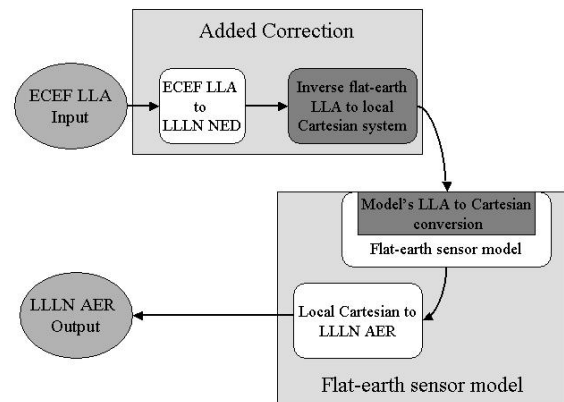 Added Correction
ECEF LLA
Input
ECEF LLA
to
LLLN NED
Inverse flat-earth
LLA to local
Cartesian system
Model's LLA to Cartesian
conversion
Flat-earth sensor model
Local Cartesian to
LLLN AER
LLLN AER
Output
Flat-earth sensor model